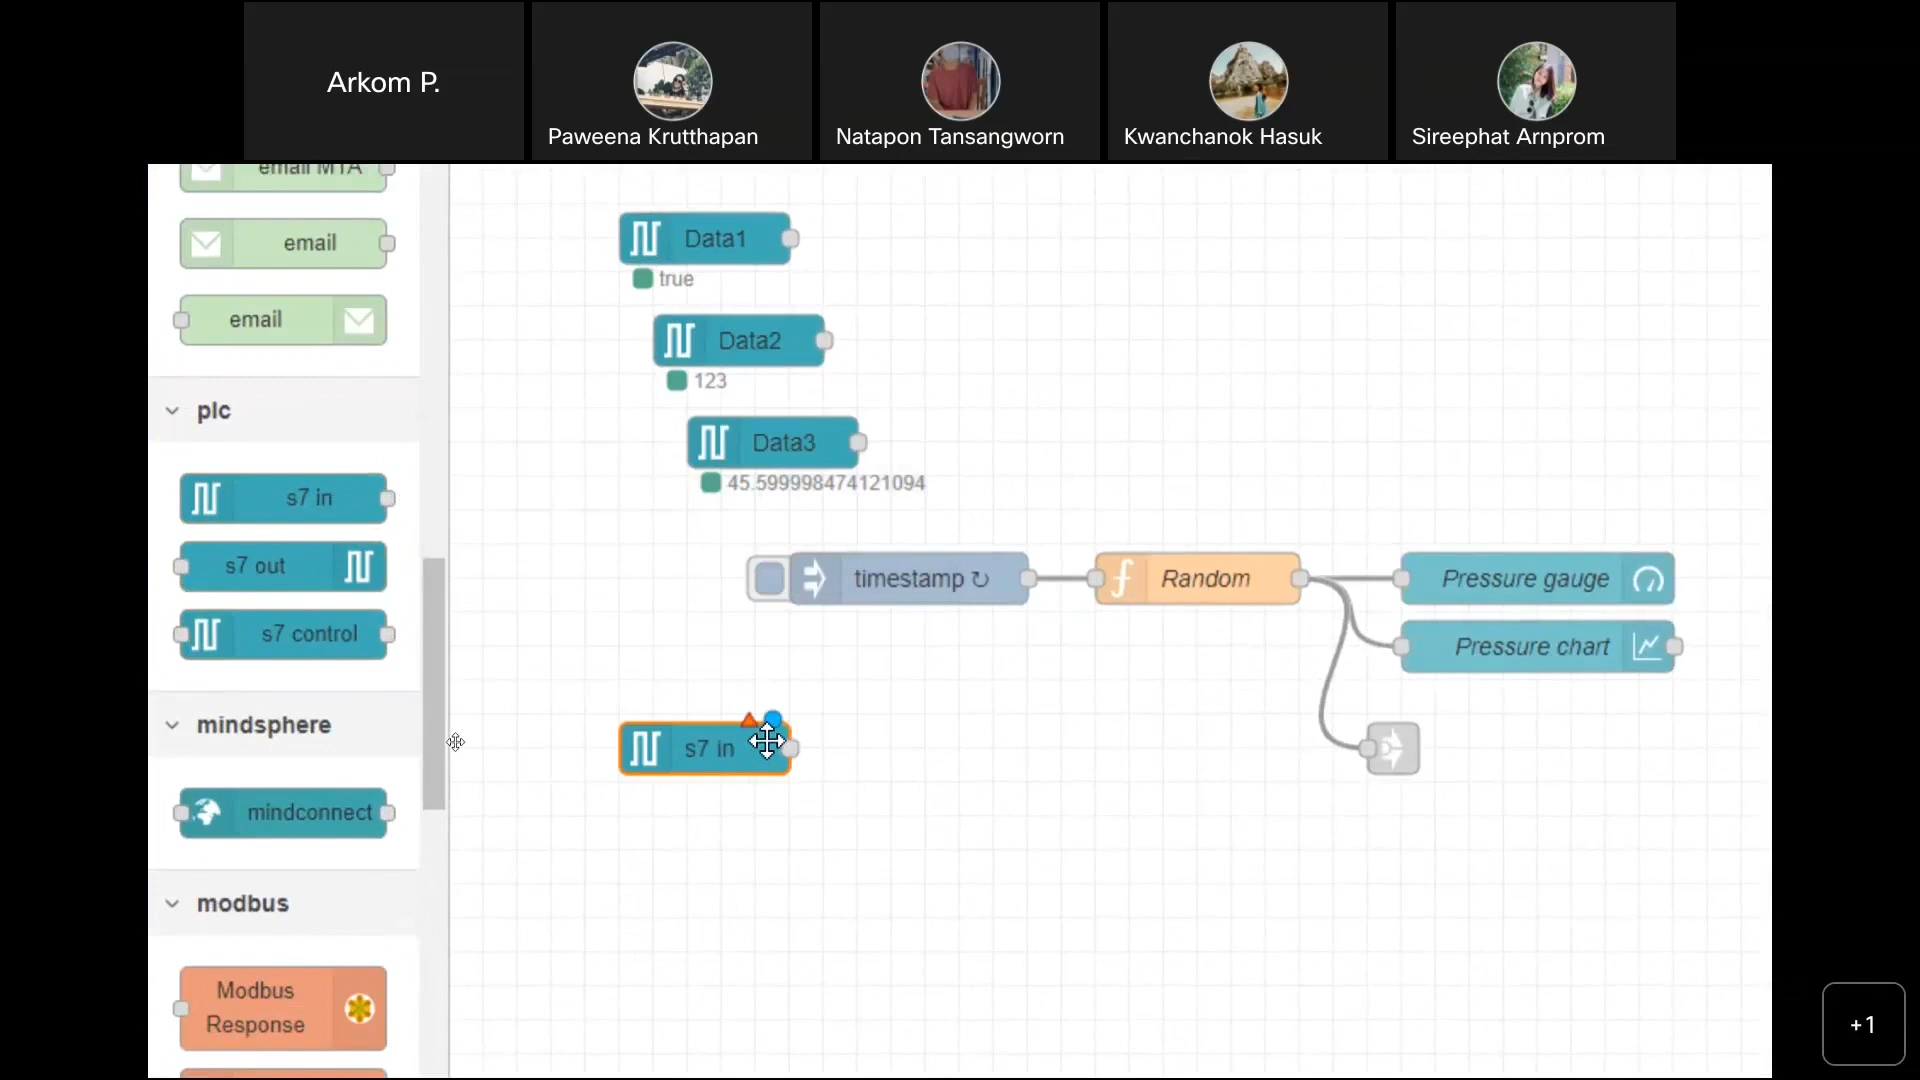 Arkom P.
Paweena Krutthapan
Natapon Tansangworn
Kwanchanok Hasuk
Sireephat Arnprom
email MTA
email
email
plc
s7 in
s7 out
s7 control
mindsphere
mindconnect
modbus
Modbus
Response
Data1
true
Data2
123
Data3
45.599998474121094
timestamp ↻
Random
Pressure gauge
Pressure chart
s7 in
+1